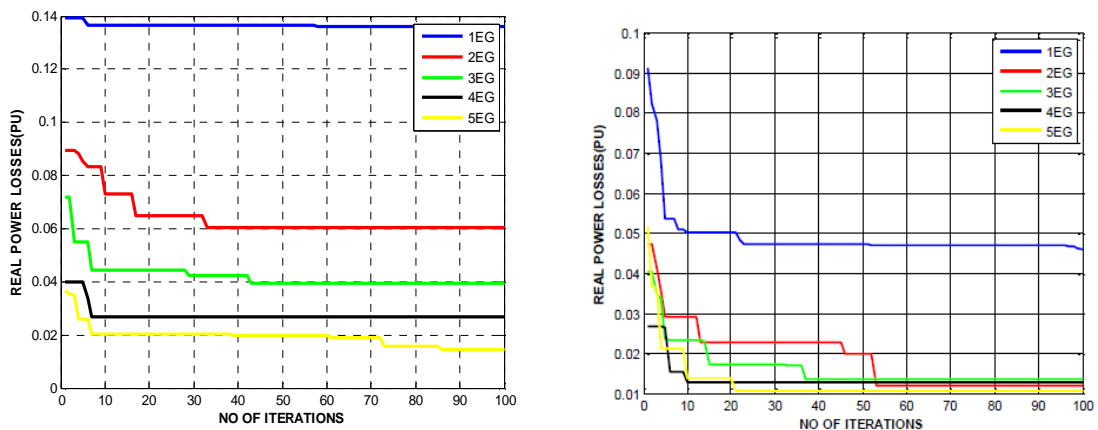 REAL POWER LOSSES(PU)
0.14
0.12
0.1
0.08
0.06
0.04
0.02
0
0 10 20 30 40 50 60 70 80 90 100
NO OF ITERATIONS
1EG
2EG
3EG
4EG
5EG
REAL POWER LOSSES(PU)
0.1
0.09
0.08
0.07
0.06
0.05
0.04
0.03
0.02
0.01
0 10 20 30 40 50 60 70 80 90 100
NO OF ITERATIONS
1EG
2EG
3EG
4EG
5EG